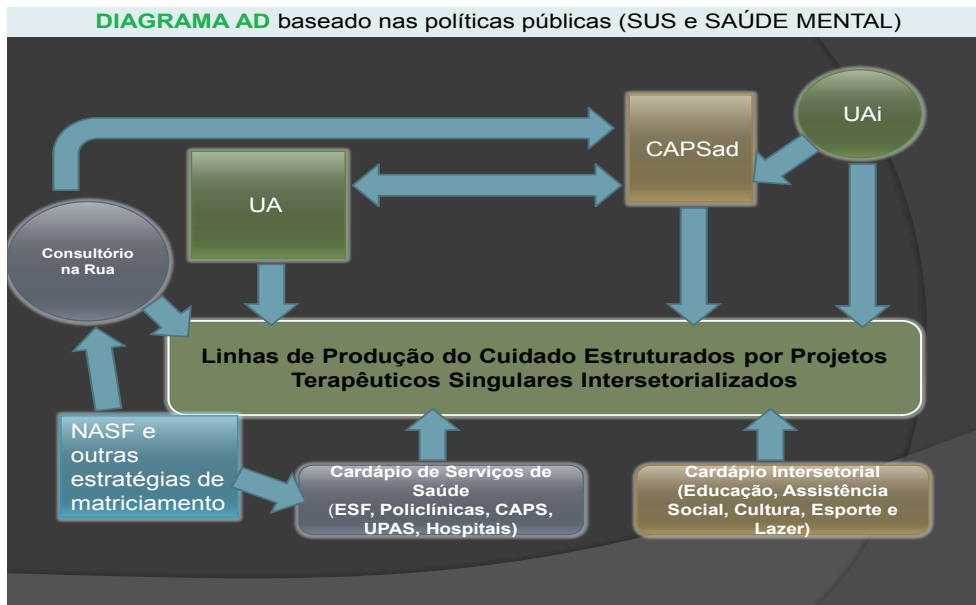 DIAGRAMA AD baseado nas políticas públicas (SUS e SAÚDE MENTAL)
UAi
CAPSad
UA
Consultório
na Rua
Linhas de Produção do Cuidado Estruturados por Projetos
Terapêuticos Singulares Intersetorializados
NASF e
outras
estratégias de
matriciamento
Cardápio de Serviços de
Saúde
(ESF, Policlínicas, CAPS,
UPAS, Hospitais)
Cardápio Intersetorial
(Educação, Assistência
Social, Cultura, Esporte e
Lazer)